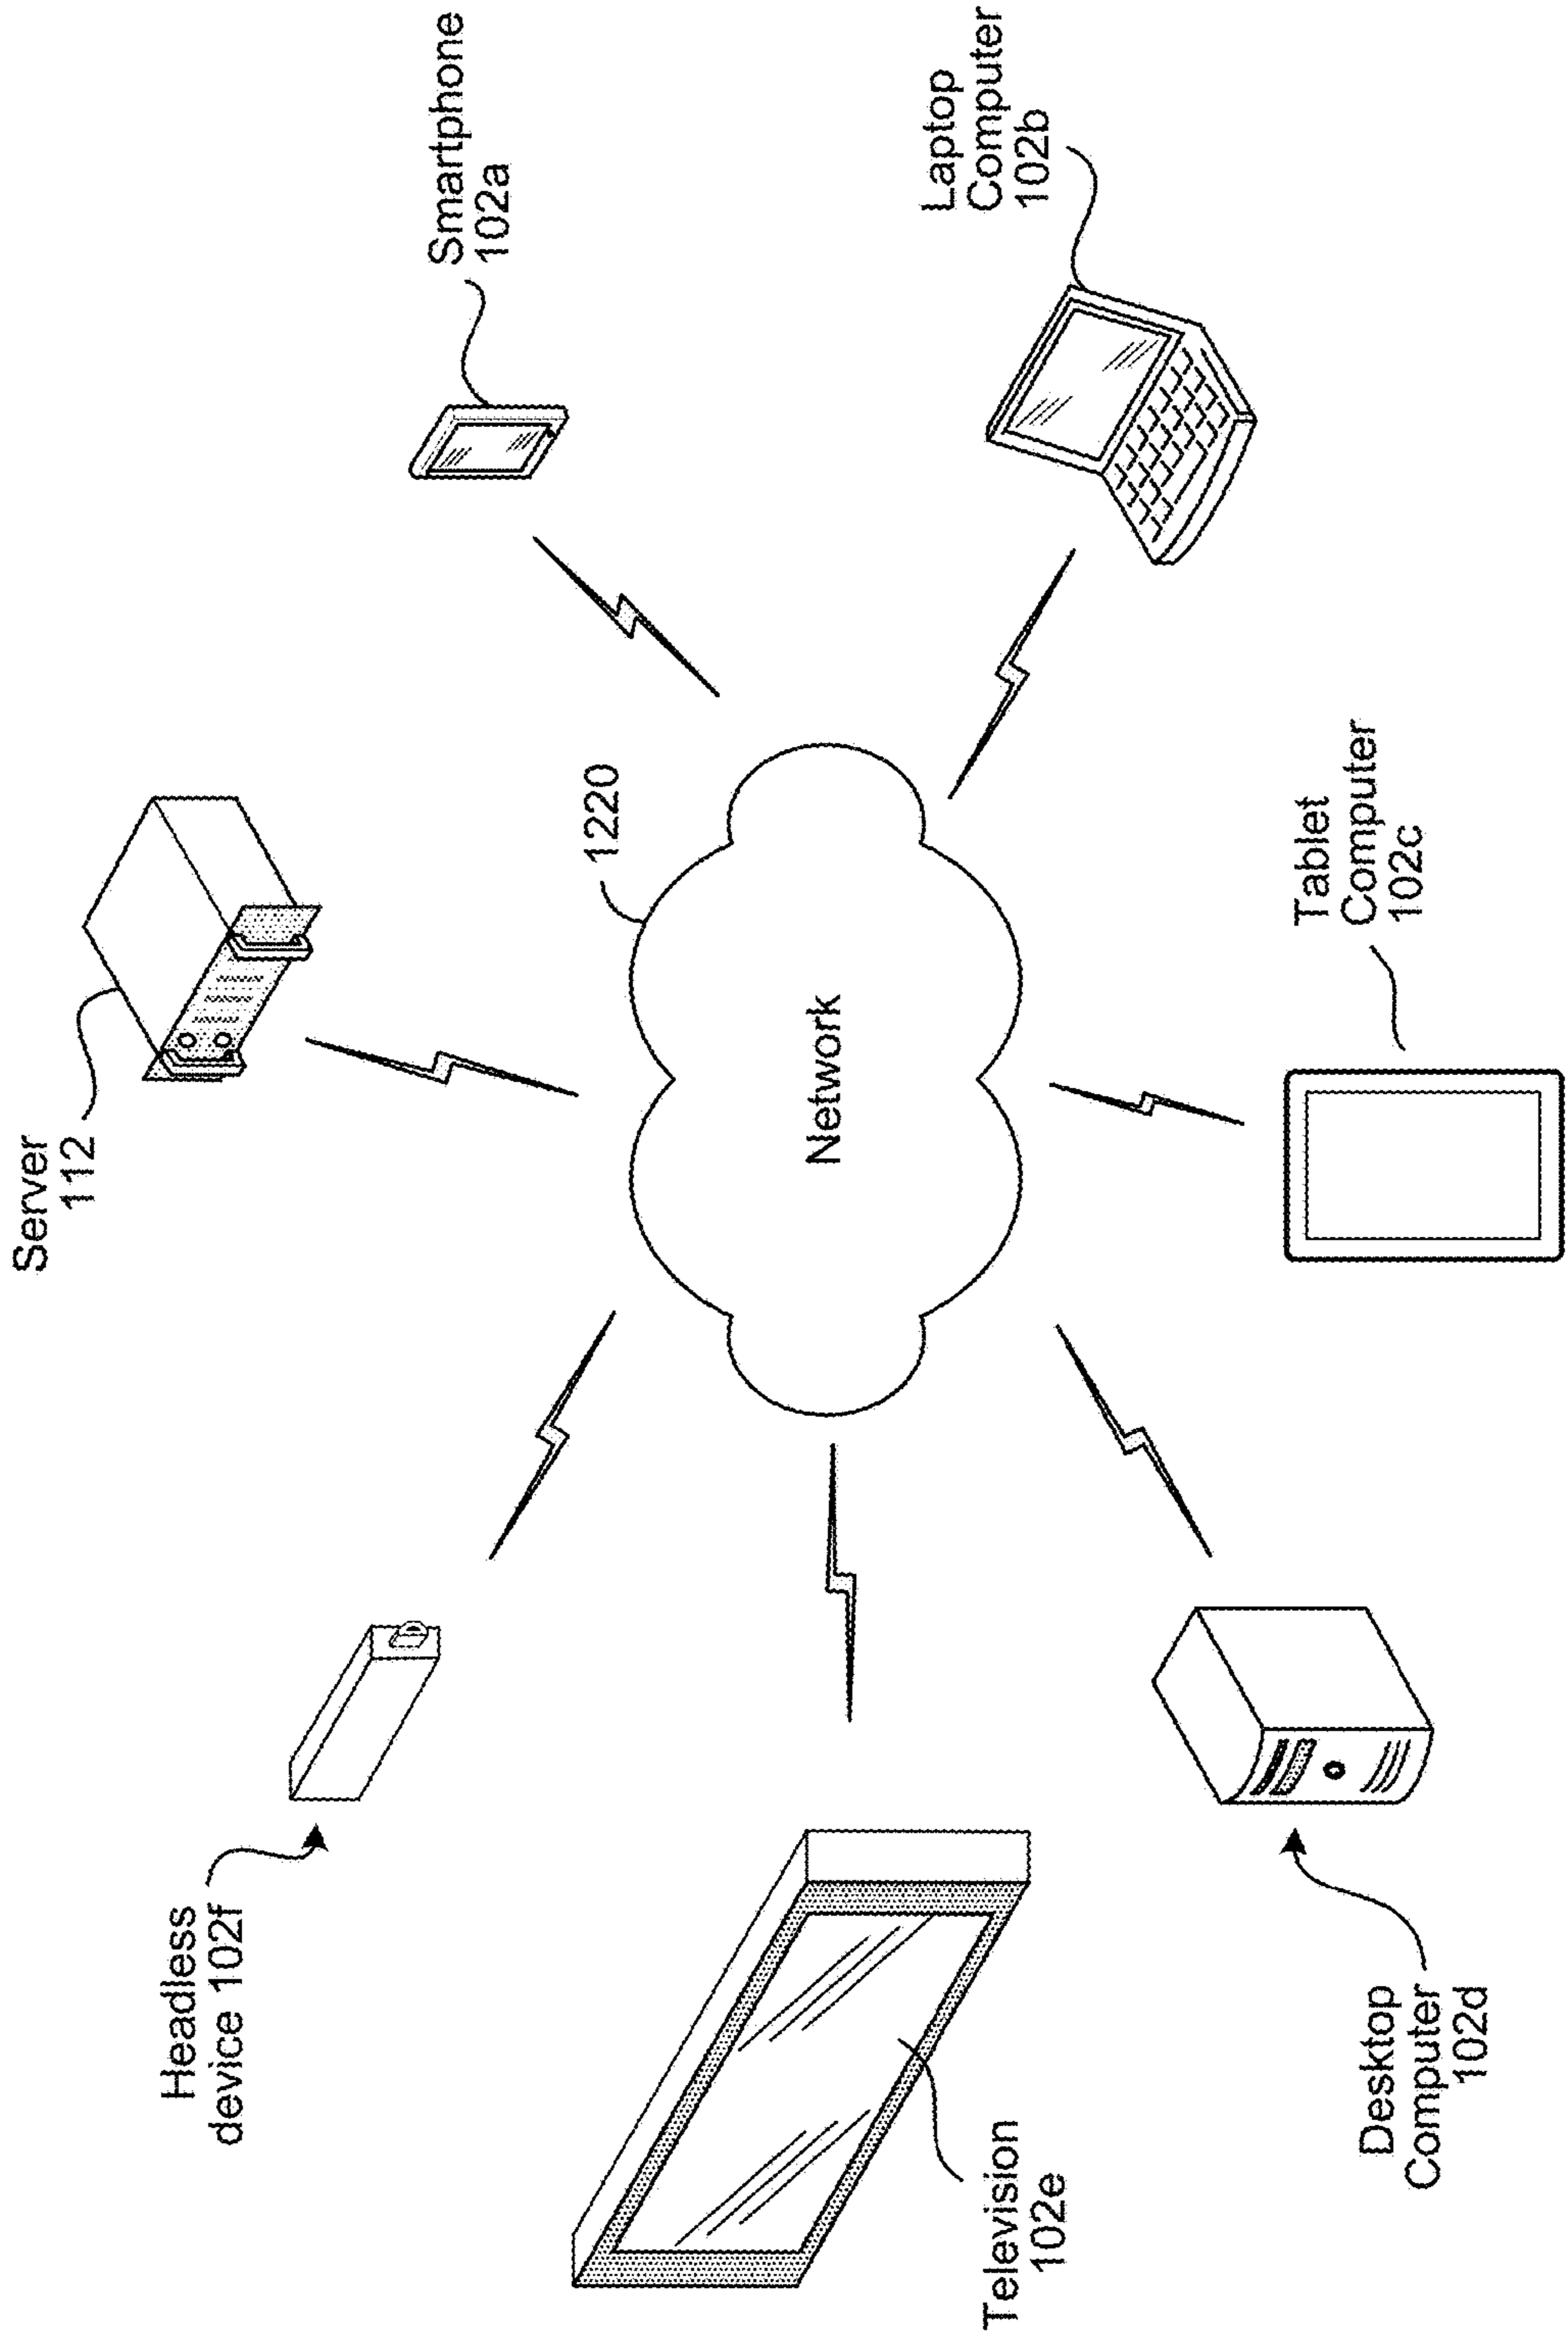 Server
112
Headless
device 102f
Smartphone
102a
1220
Network
Television
102e
Laptop
Computer
102b
Desktop
Computer
102d
Tablet
Computer
102c